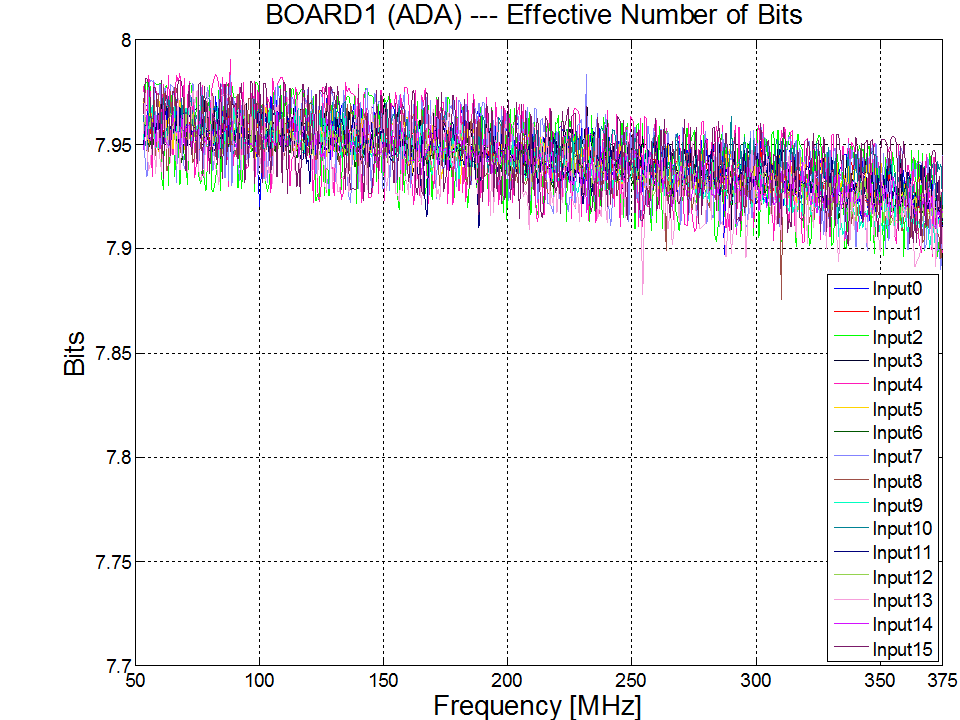 BOARD1 (ADA) --- Effective Number of Bits
8
7.95
7.9
7.85
7.8
7.75
7.7
Bits
50
100
150
200
250
300
350
375
Frequency [MHz]
Input0
Input1
Input2
Input3
Input4
Input5
Input6
Input7
Input8
Input9
Input10
Input11
Input12
Input13
Input14
Input15